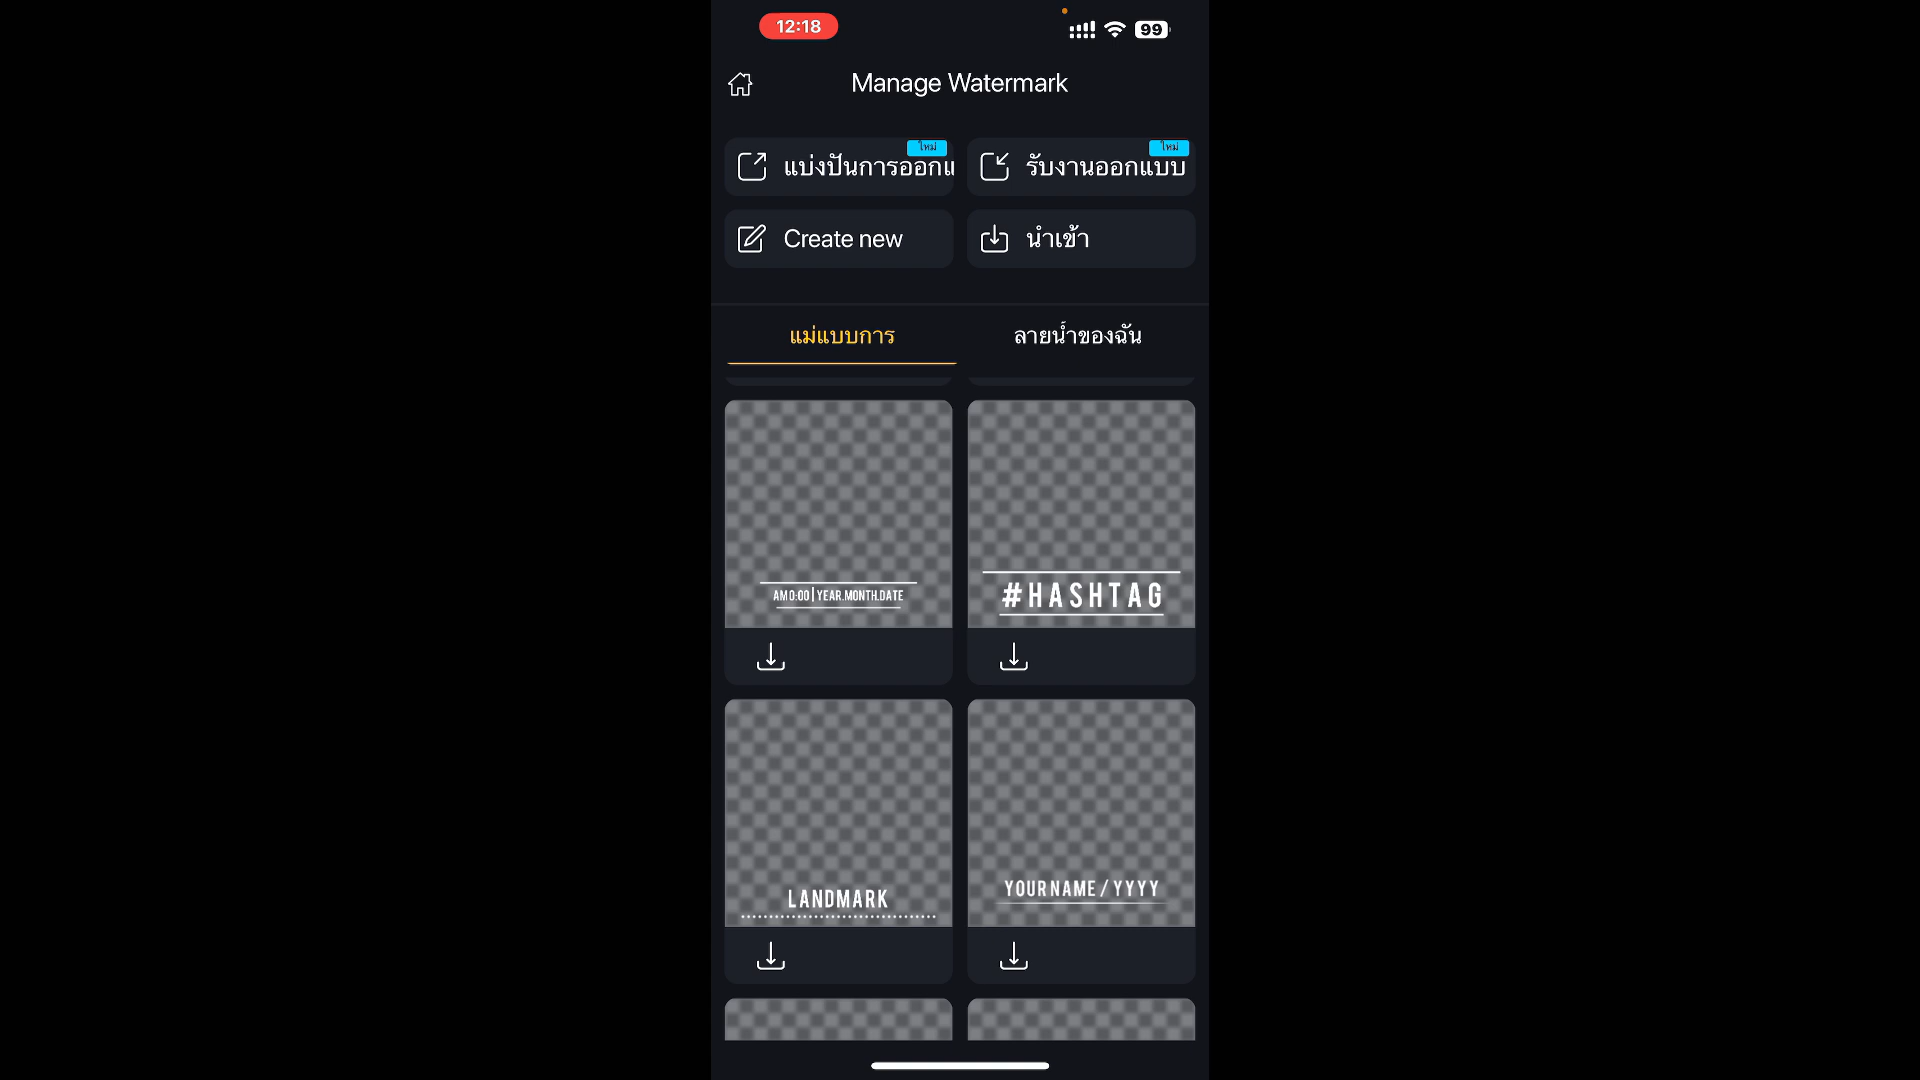 12:18
99
Manage Watermark
ใหม่
ใหม่
แบ่งปันการออกแ
รับงานออกแบบ
Create new
นำเข้า
แม่แบบการ
ลายน้ำของฉัน
AM 0:00 | YEAR.MONTH.DATE
#HASHTAG
LANDMARK
YOUR NAME / YYYY